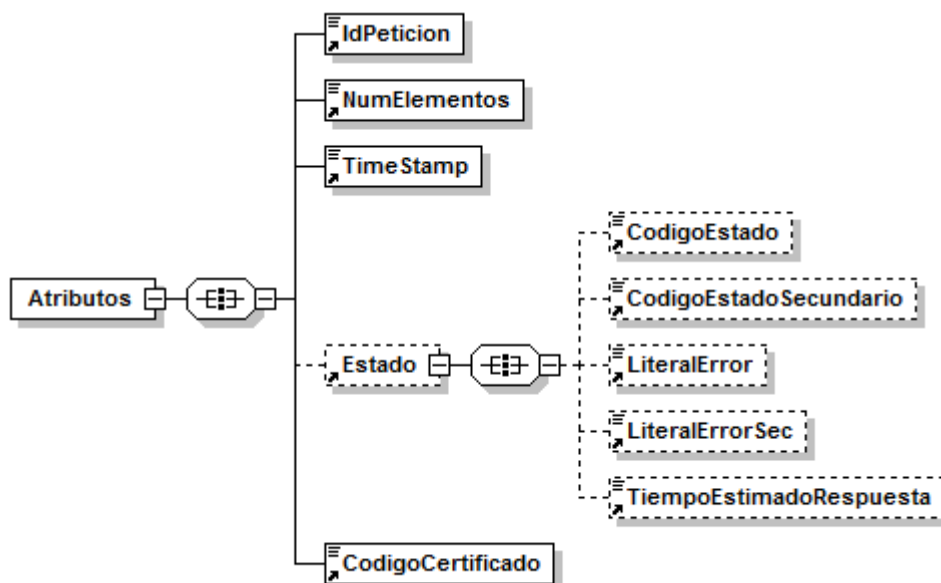 IdPeticion
NumElementos
TimeStamp
CodigoEstado
CodigoEstadoSecundario
Atributos
Estado
LiteralError
LiteralErrorSec
TiempoEstimadoRespuesta
CodigoCertificado